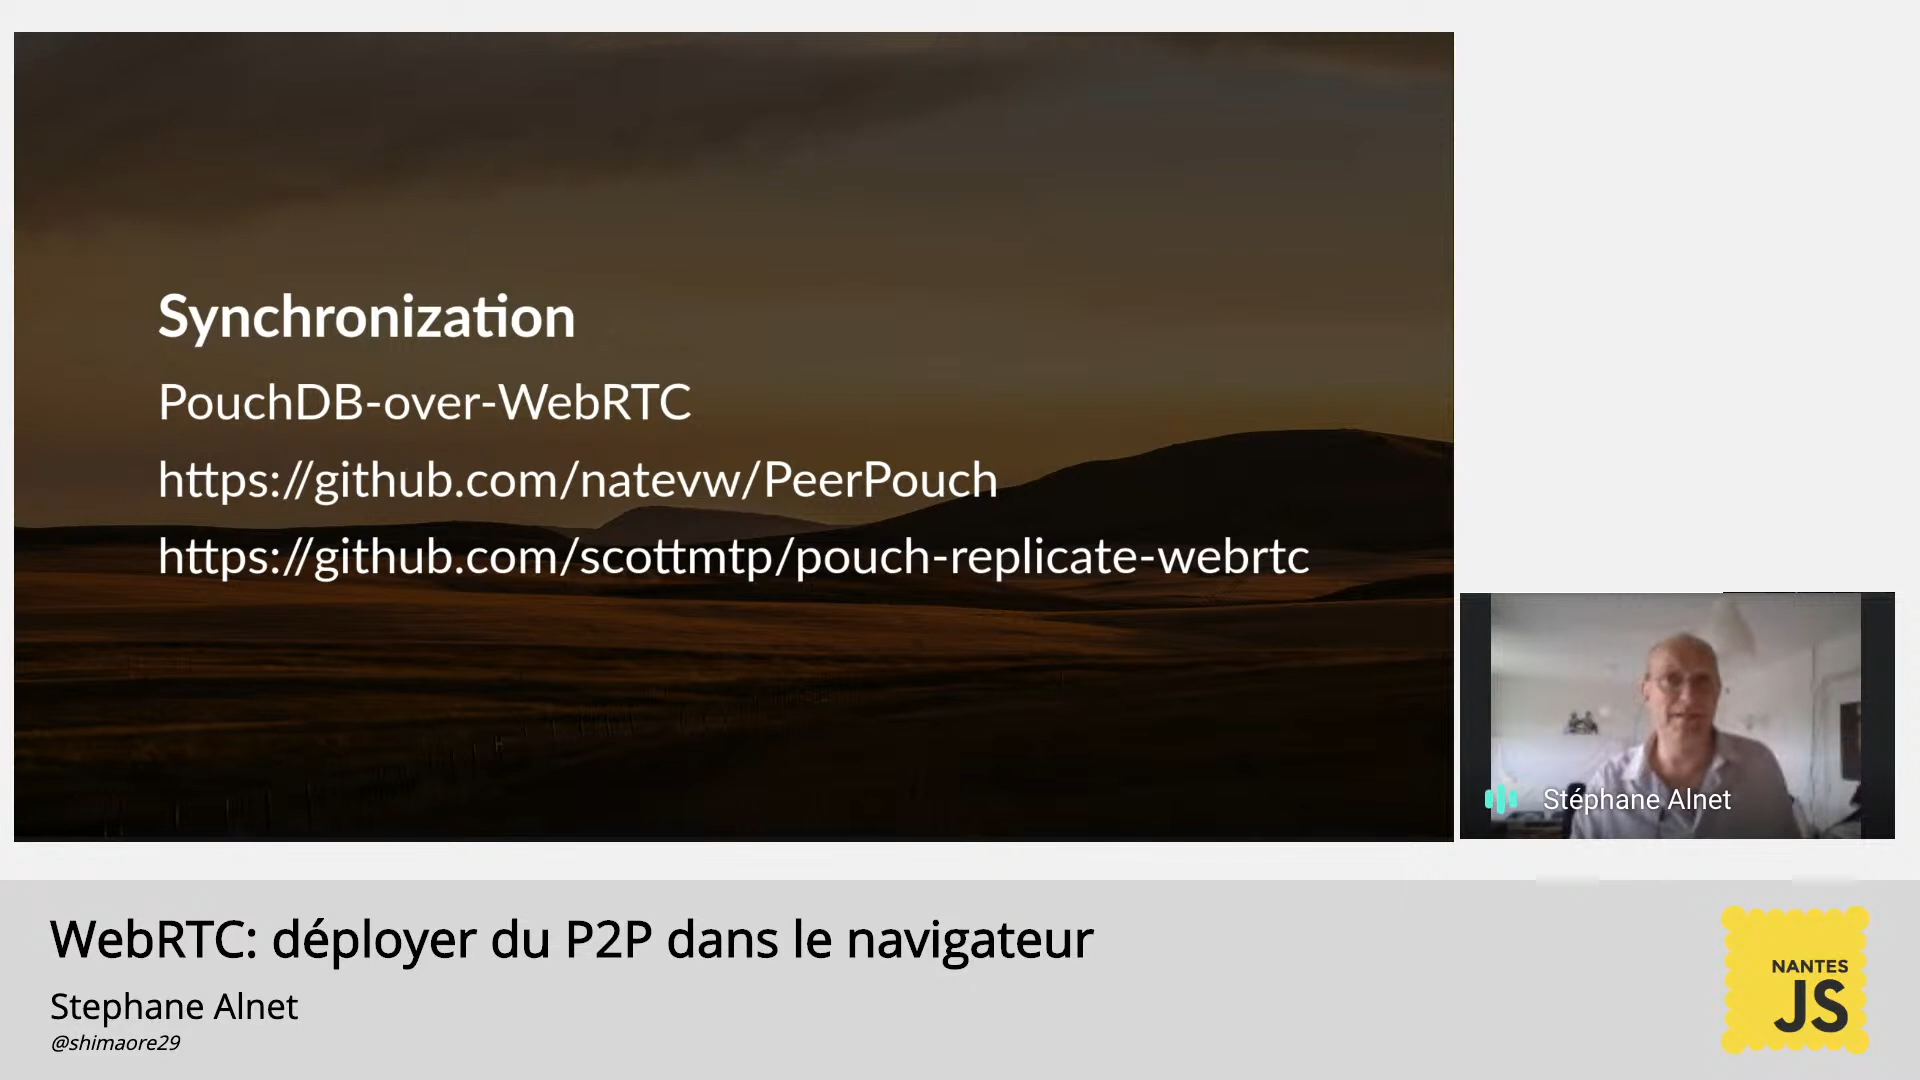 Synchronization
PouchDB-over-WebRTC
https://github.com/natevw/PeerPouch
https://github.com/scottmtp/pouch-replicate-webrtc
Stéphane Alnet
WebRTC: déployer du P2P dans le navigateur
Stephane Alnet
@shimaore29
NANTES
JS